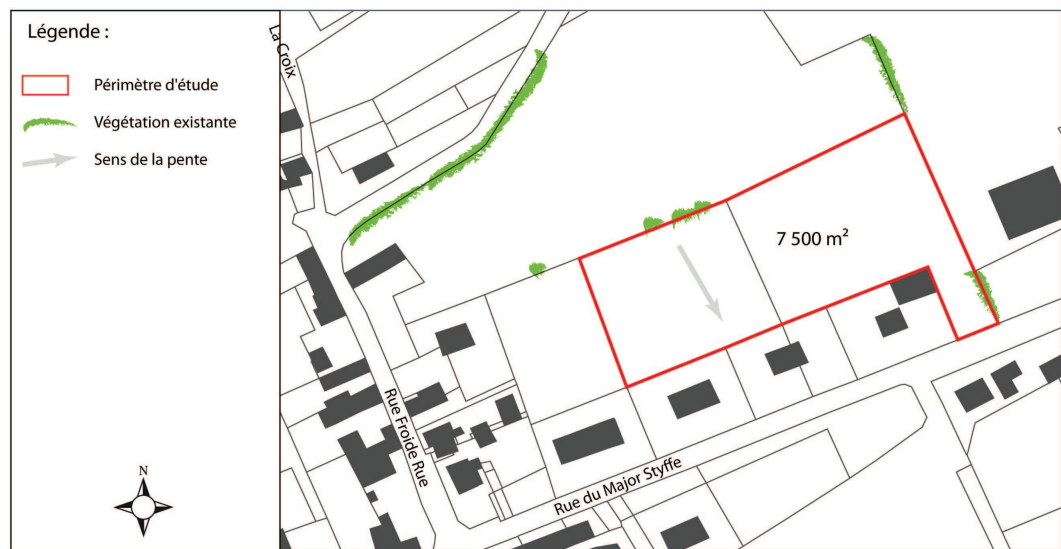 Légende :
Périmètre d'étude
Végétation existante
Sens de la pente
N
La Croix
7 500 m²
Rue Froide Rue
Rue du Major Styffe